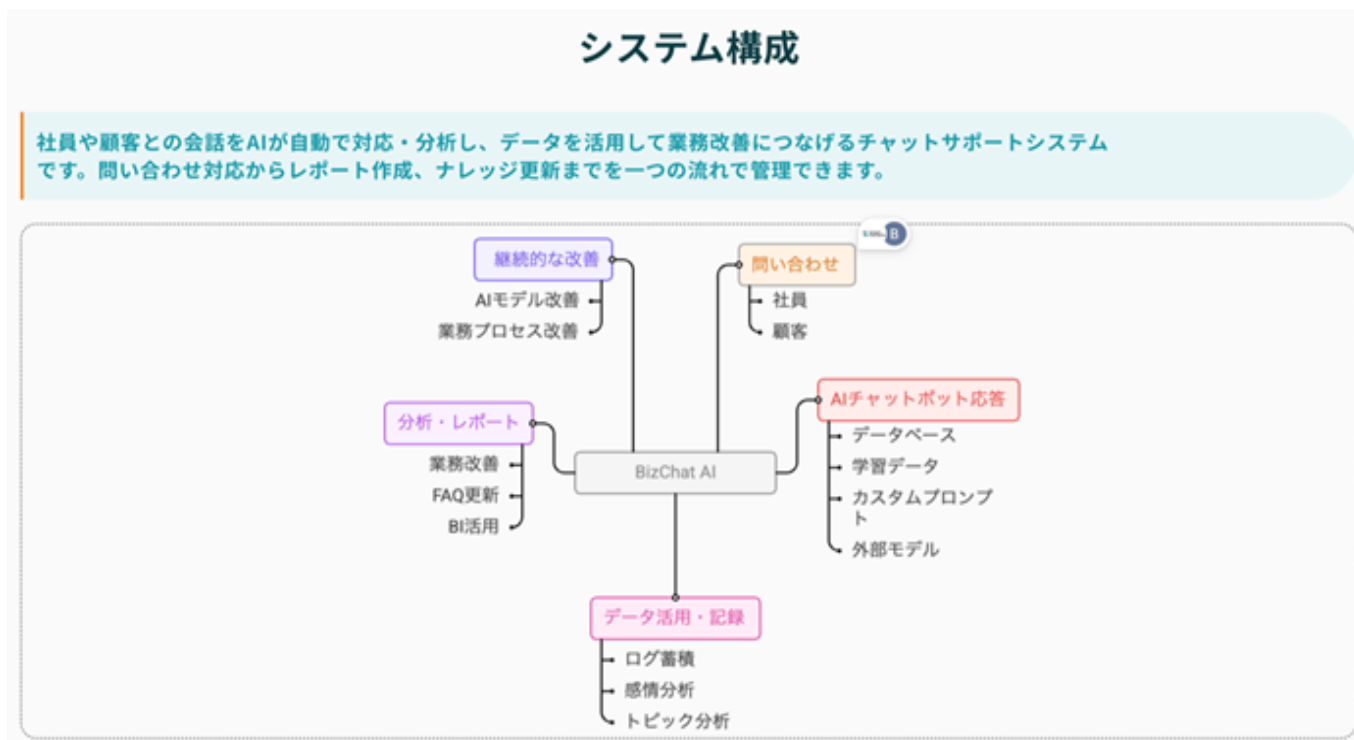 システム構成
社員や顧客との会話をAIが自動で対応・分析し、データを活用して業務改善につなげるチャットサポートシステム
です。問い合わせ対応からレポート作成、ナレッジ更新までを一つの流れで管理できます。
B
継続的な改善
AIモデル改善
業務プロセス改善
問い合わせ
社員
顧客
AIチャットボット応答
データベース
学習データ
カスタムプロンプ
ト
外部モデル
分析・レポート
業務改善
FAQ更新
BI活用
BizChat AI
データ活用・記録
ログ蓄積
感情分析
トピック分析